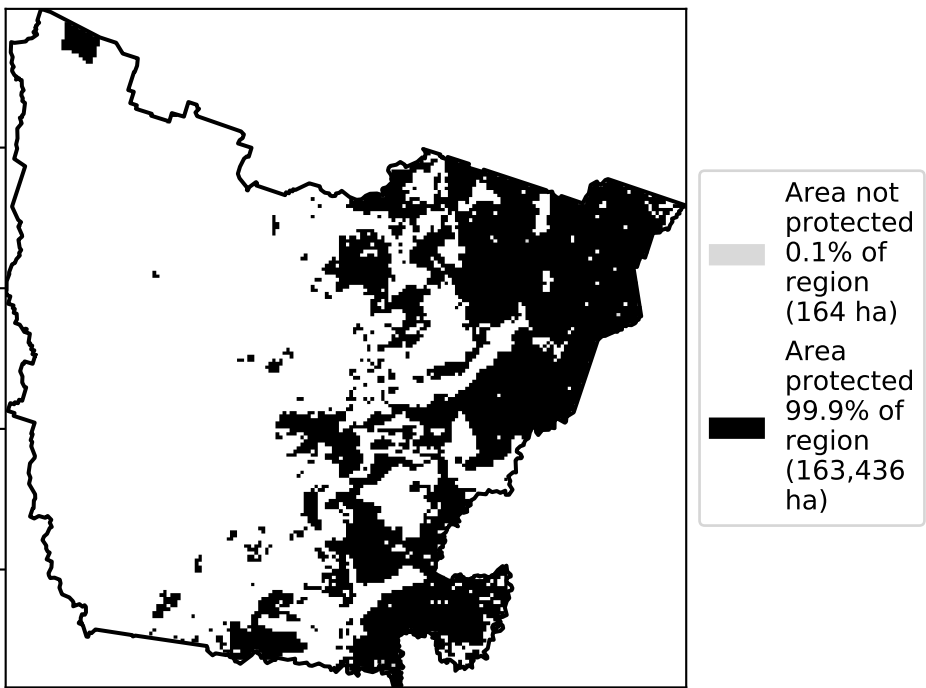 Area not
protected
0.1% of
region
(164 ha)
Area
protected
99.9% of
region
(163,436
ha)